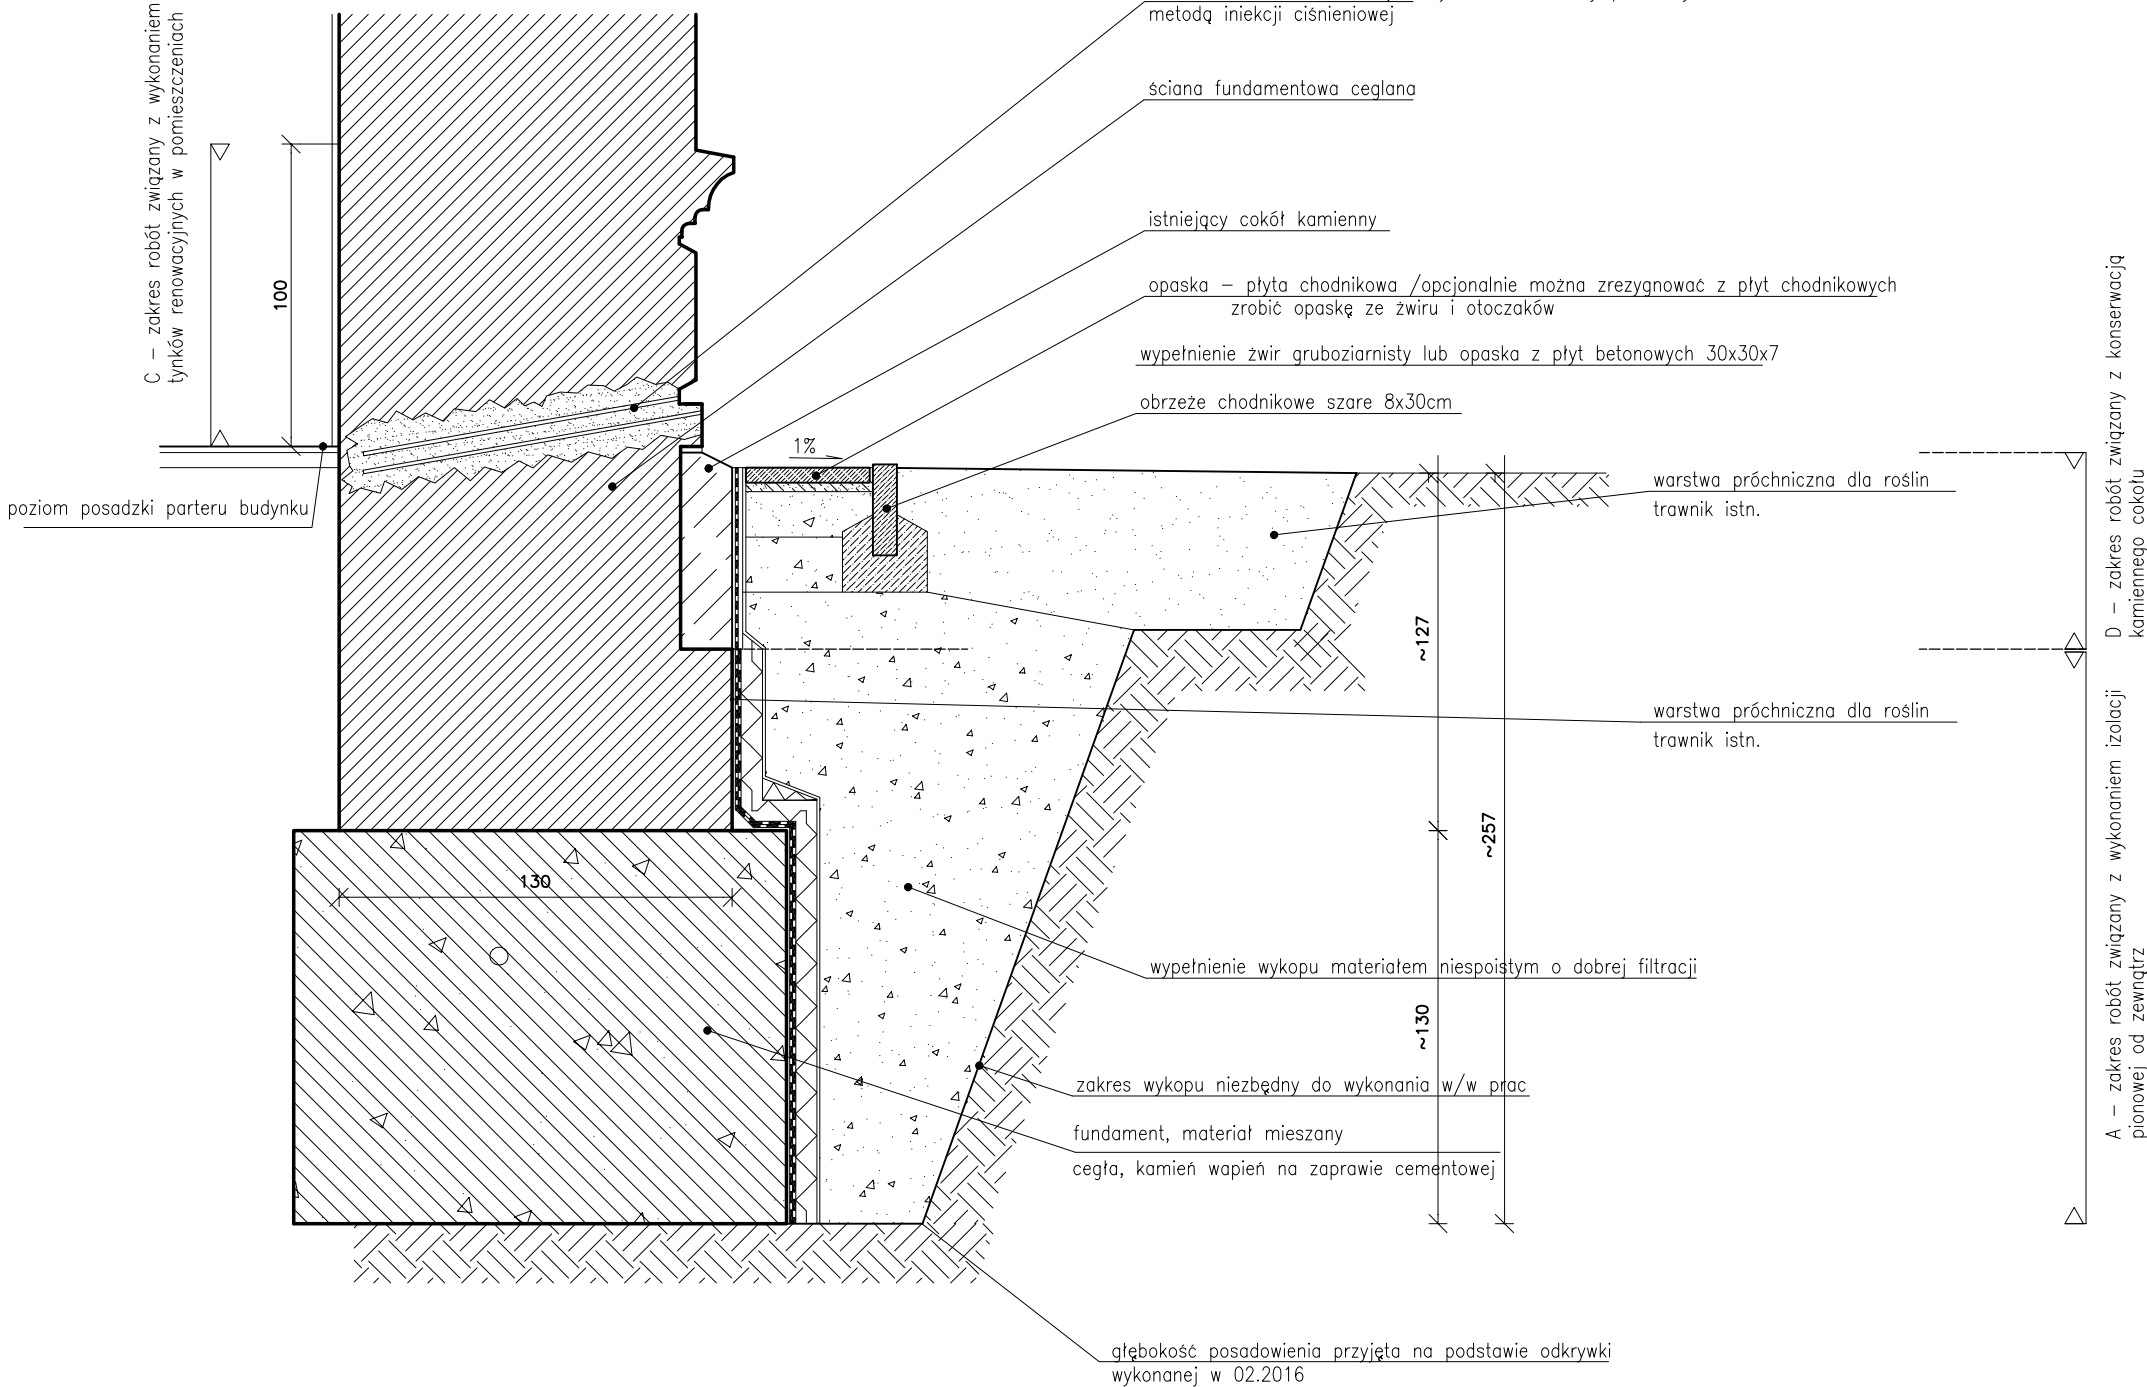 metodą iniekcji ciśnieniowej
ściana fundamentowa ceglana
istniejący cokół kamienny
opaska – płyta chodnikowa /opcjonalnie można zrezygnować z płyt chodnikowych
zrobić opaskę ze żwiru i otoczaków
wypełnienie żwir gruboziarnisty lub opaska z płyt betonowych 30x30x7
obrzeże chodnikowe szare 8x30cm
1%
warstwa próchniczna dla roślin
trawnik istn.
warstwa próchniczna dla roślin
trawnik istn.
wypełnienie wykopu materiałem niespoistym o dobrej filtracji
zakres wykopu niezbędny do wykonania w/w prac
fundament, materiał mieszany
cegła, kamień wapień na zaprawie cementowej
głębokość posadowienia przyjęta na podstawie odkrywki
wykonanej w 02.2016
poziom posadzki parteru budynku
C – zakres robót związany z wykonaniem
tynków renowacyjnych w pomieszczeniach
100
130
~127
~257
~130
D – zakres robót związany z konserwacją
kamiennego cokołu
A – zakres robót związany z wykonaniem izolacji
pionowej od zewnątrz